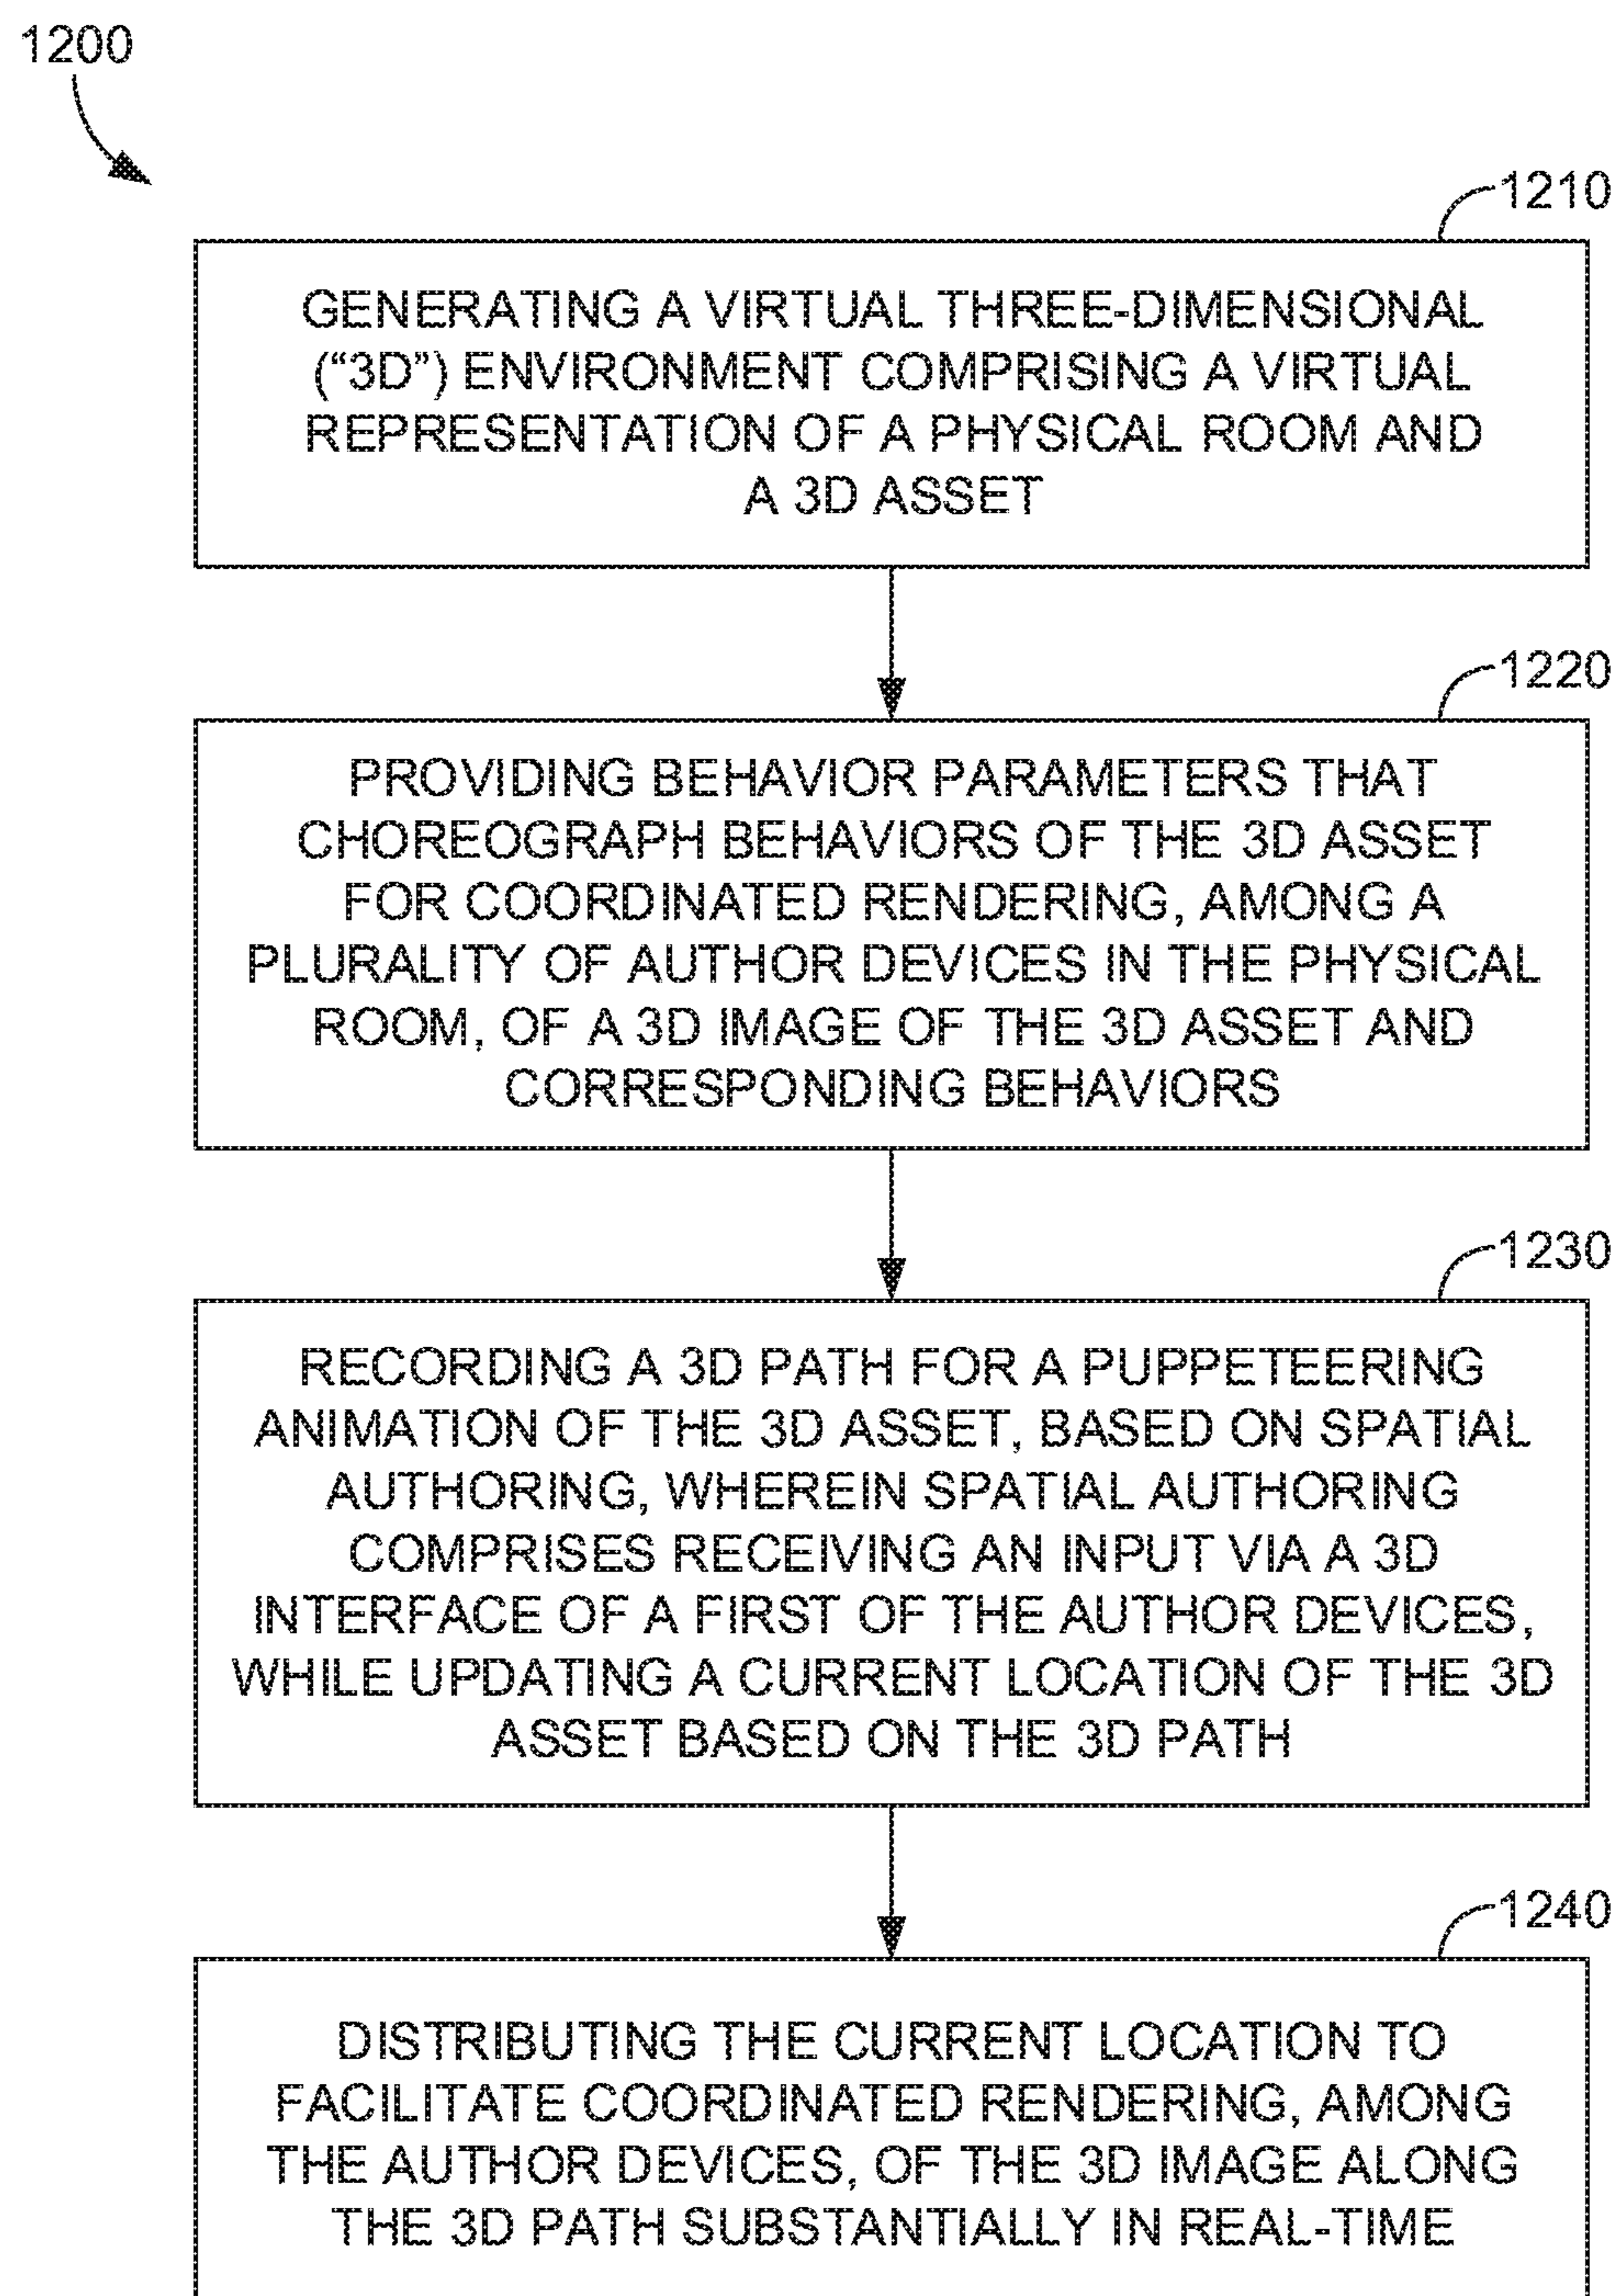 1200
1210
GENERATING A VIRTUAL THREE-DIMENSIONAL
(“3D”) ENVIRONMENT COMPRISING A VIRTUAL
REPRESENTATION OF A PHYSICAL ROOM AND
A 3D ASSET
1220
PROVIDING BEHAVIOR PARAMETERS THAT
CHOREOGRAPH BEHAVIORS OF THE 3D ASSET
FOR COORDINATED RENDERING, AMONG A
PLURALITY OF AUTHOR DEVICES IN THE PHYSICAL
ROOM, OF A 3D IMAGE OF THE 3D ASSET AND
CORRESPONDING BEHAVIORS
1230
RECORDING A 3D PATH FOR A PUPPETEERING
ANIMATION OF THE 3D ASSET, BASED ON SPATIAL
AUTHORING, WHEREIN SPATIAL AUTHORING
COMPRISES RECEIVING AN INPUT VIA A 3D
INTERFACE OF A FIRST OF THE AUTHOR DEVICES,
WHILE UPDATING A CURRENT LOCATION OF THE 3D
ASSET BASED ON THE 3D PATH
1240
DISTRIBUTING THE CURRENT LOCATION TO
FACILITATE COORDINATED RENDERING, AMONG
THE AUTHOR DEVICES, OF THE 3D IMAGE ALONG
THE 3D PATH SUBSTANTIALLY IN REAL-TIME